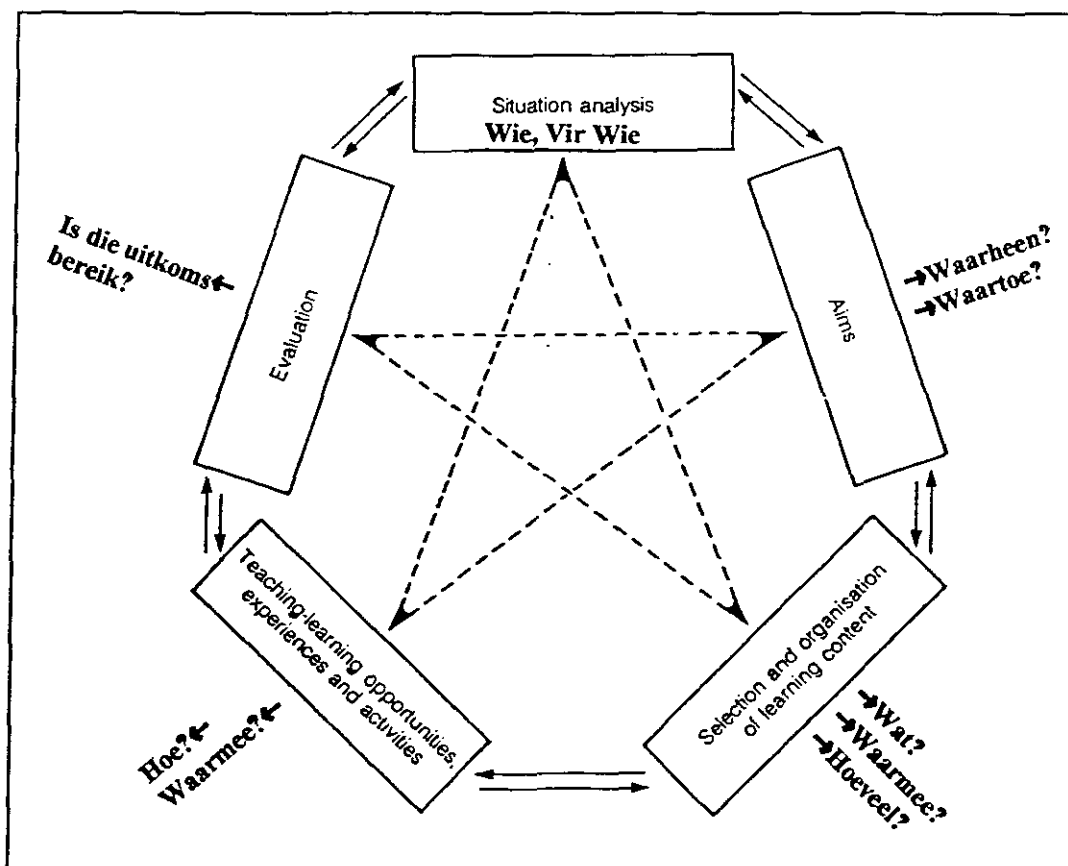 Situation analysis
Wie, Vir Wie
Aims
Waarheen?
Waartoe?
Selection and organisation
of learning content
Wat?
Waarmee?
Hoeveel?
Teaching-learning opportunities,
experiences and activities
Hoe?
Waarmee?
Evaluation
Is die uitkoms
bereik?